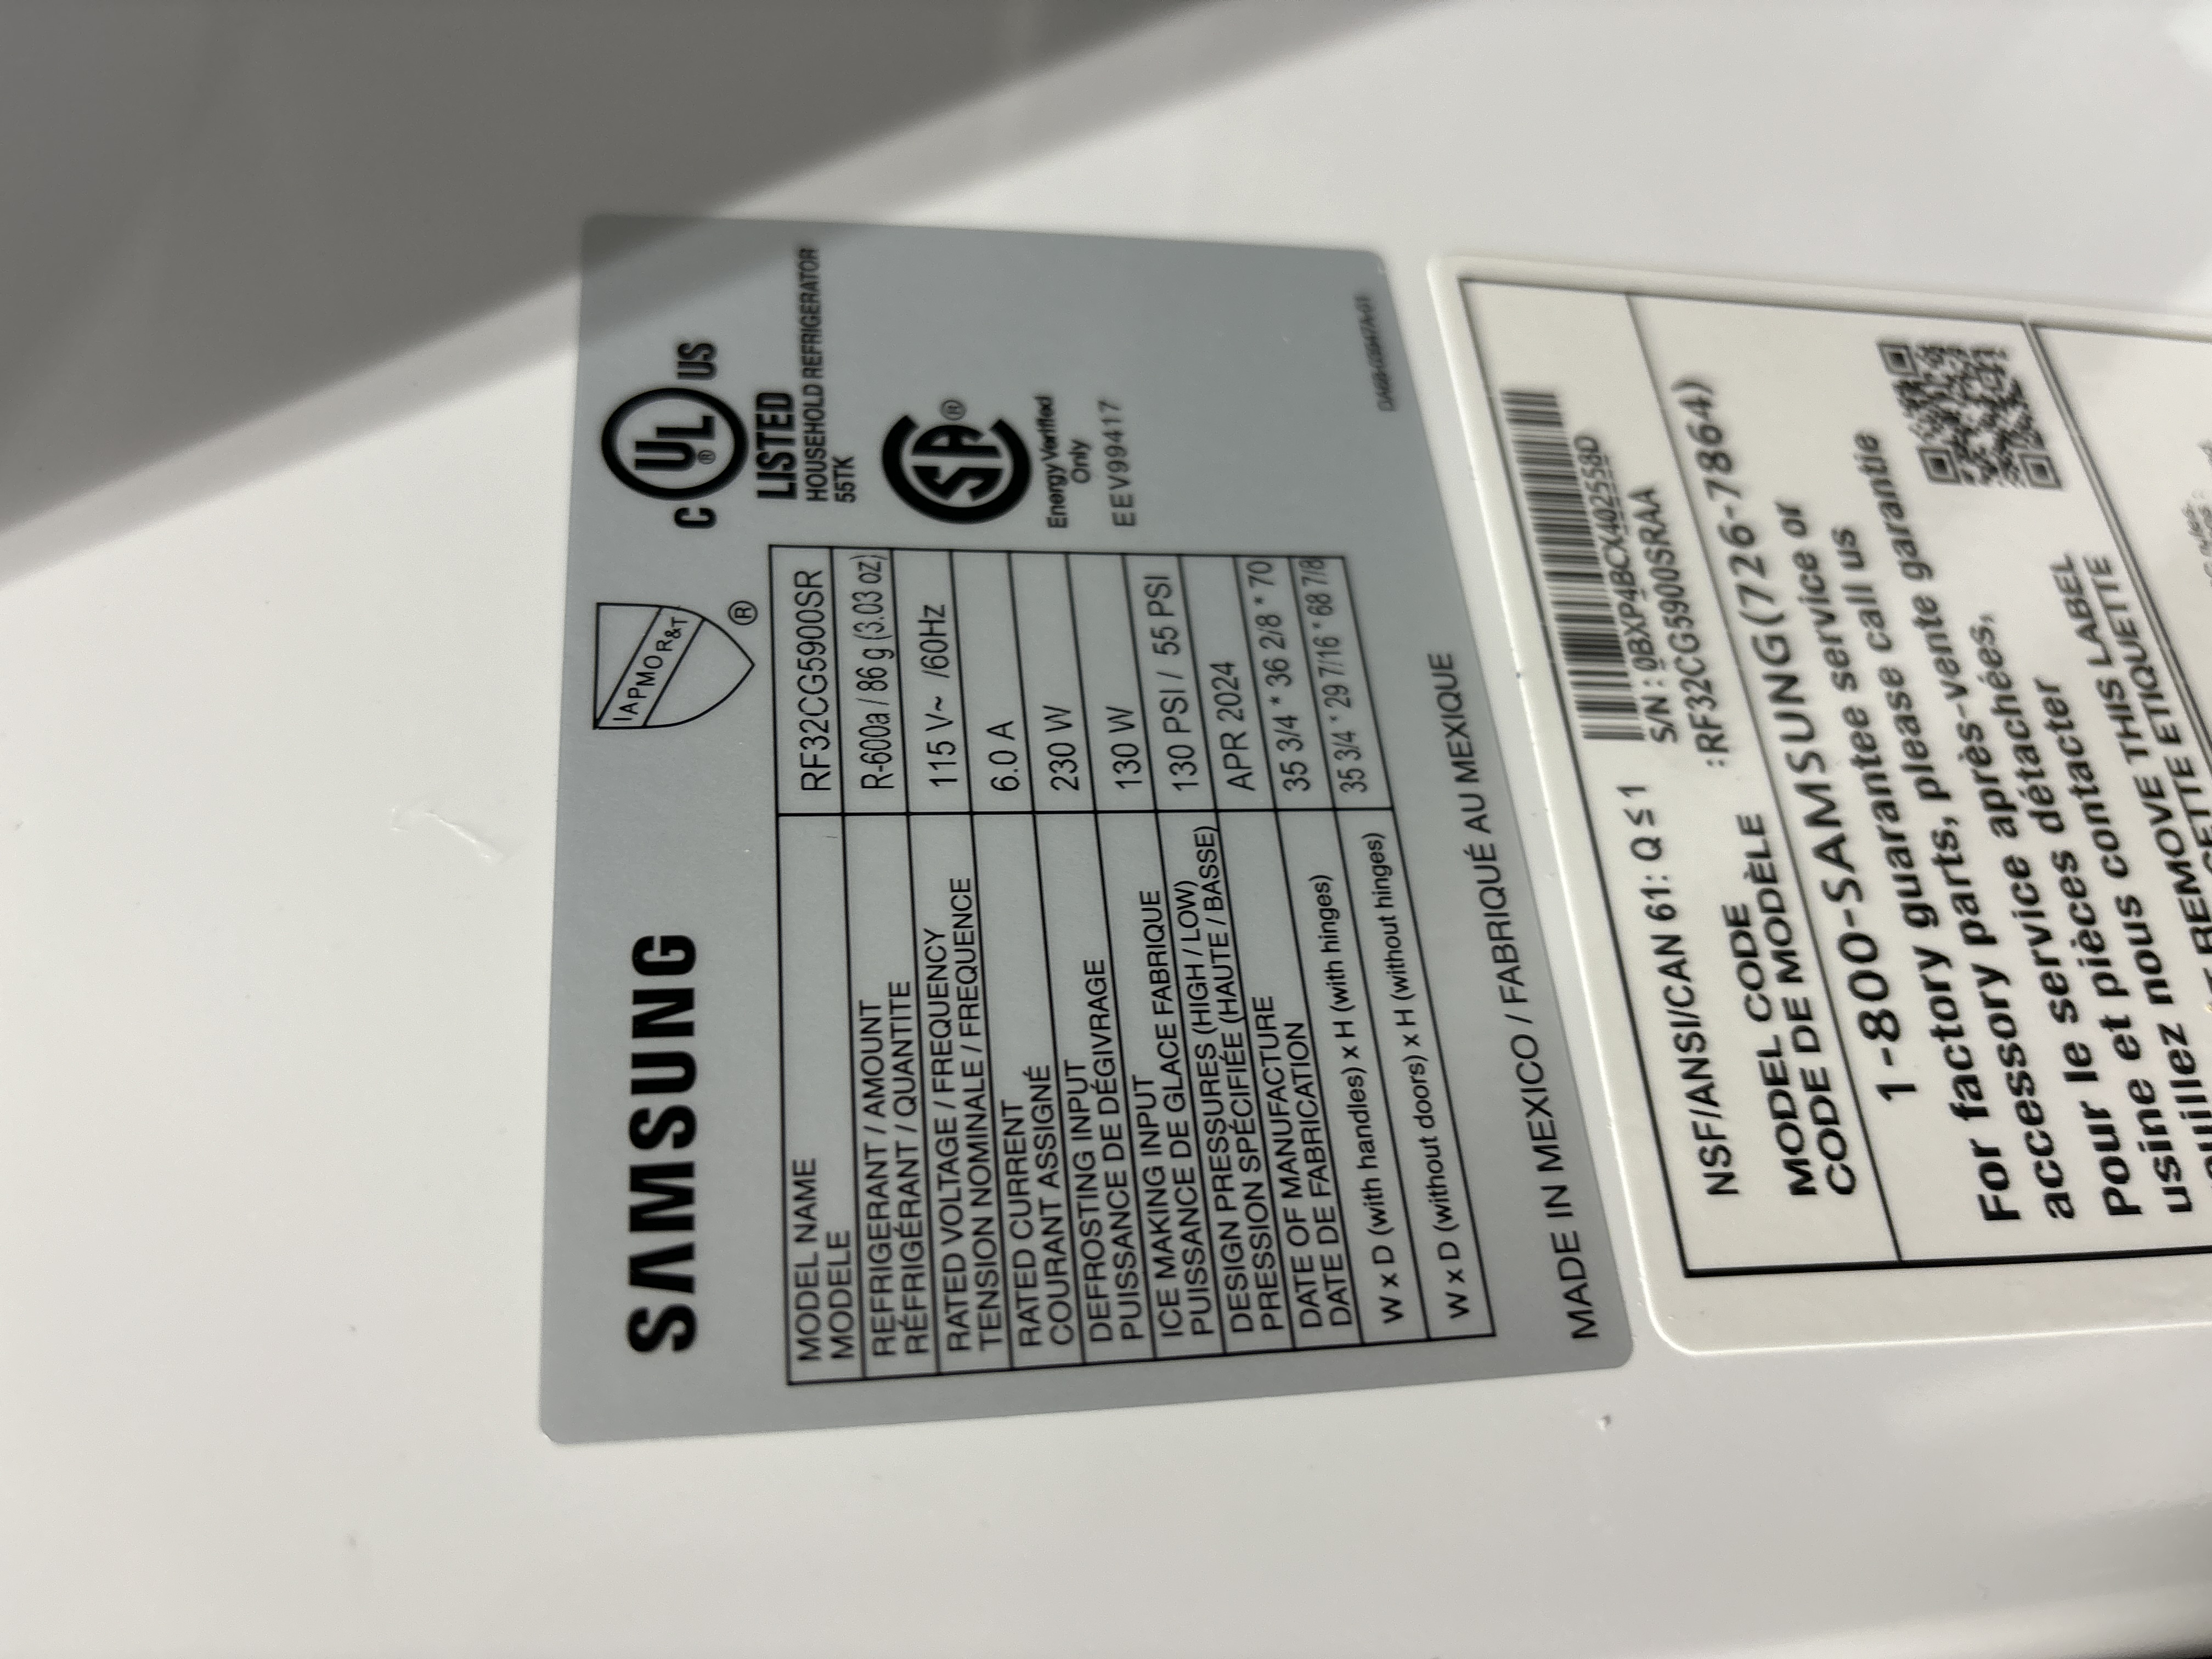 SAMSUNG
IAPMO R&T
®
C UL US
®
LISTED
HOUSEHOLD REFRIGERATOR
55TK
MODEL NAME
MODELE
RF32CG5900SR
REFRIGERANT / AMOUNT
RÉFRIGÉRANT / QUANTITE
R-600a / 86 g (3.03 oz)
RATED VOLTAGE / FREQUENCY
TENSION NOMINALE / FREQUENCE
115 V~ /60Hz
RATED CURRENT
COURANT ASSIGNÉ
6.0 A
DEFROSTING INPUT
PUISSANCE DE DÉGIVRAGE
230 W
ICE MAKING INPUT
PUISSANCE DE GLACE FABRIQUE
130 W
DESIGN PRESSURES (HIGH / LOW)
PRESSION SPÉCIFIÉE (HAUTE / BASSE)
130 PSI / 55 PSI
DATE OF MANUFACTURE
DATE DE FABRICATION
APR 2024
W x D (with handles) x H (with hinges)
35 3/4 * 36 2/8 * 70
W x D (without doors) x H (without hinges)
35 3/4 * 29 7/16 * 68 7/8
SA ®
Energy Verified
Only
EEV99417
DA68-03947A-01
MADE IN MEXICO / FABRIQUÉ AU MEXIQUE
NSF/ANSI/CAN 61: Q ≤ 1
S/N : 0BXP4BCX402558D
MODEL CODE
CODE DE MODÈLE
:RF32CG5900SRAA
1-800-SAMSUNG(726-7864)
For factory guarantee service or
accessory parts, please call us
Pour le service après-vente garantie
usine et pièces détachées,
nous contacter
REMOVE THIS LABEL
CETTE ETIQUETTE